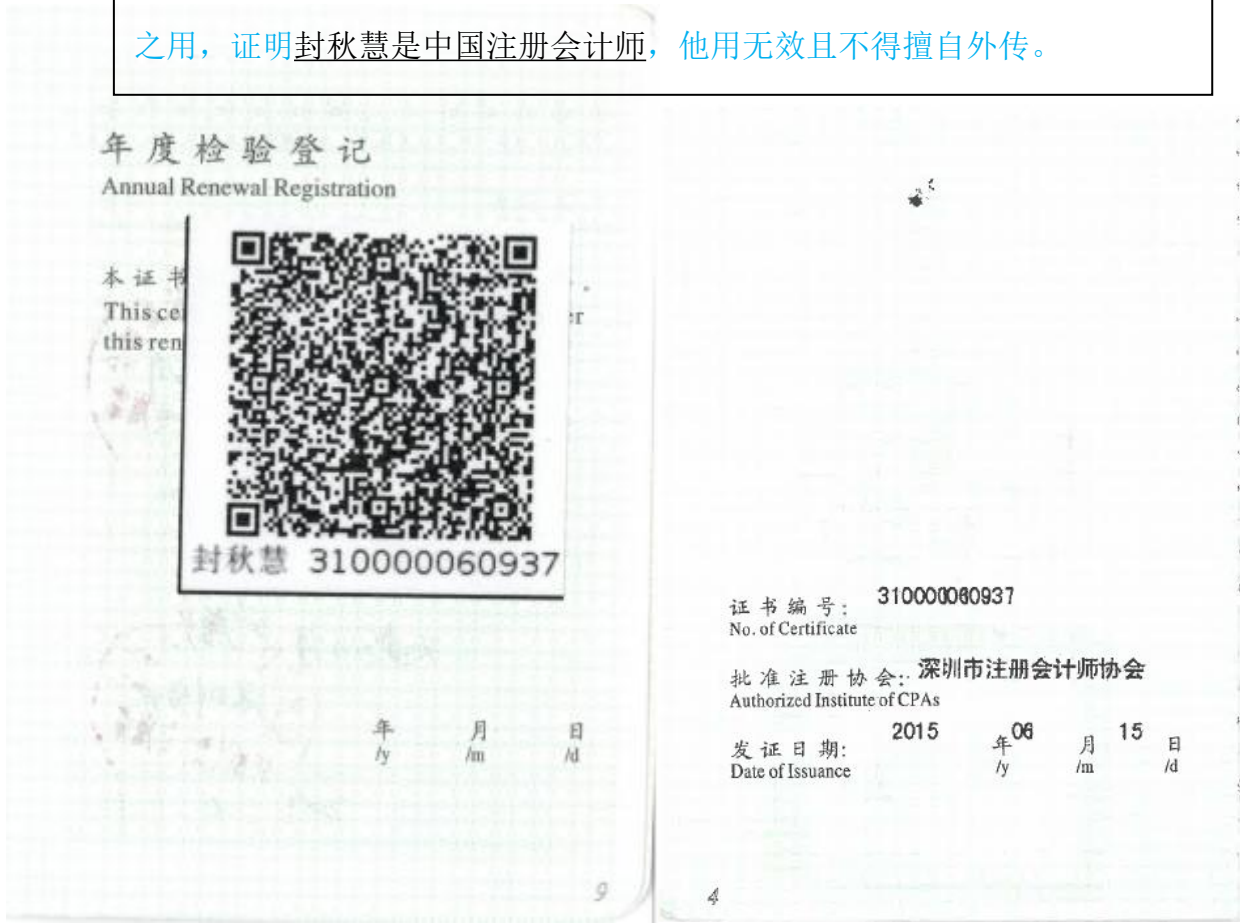 之用，证明封秋慧是中国注册会计师，他用无效且不得擅自外传。
年度检验登记
Annual Renewal Registration
本证书
This ce
er
this ren
封秋慧 310000060937
年 月 日
/y /m /d
9
证书编号： 310000060937
No. of Certificate
批准注册协会： 深圳市注册会计师协会
Authorized Institute of CPAs
发证日期： 2015 年 06 月 15 日
Date of Issuance /y /m /d
4